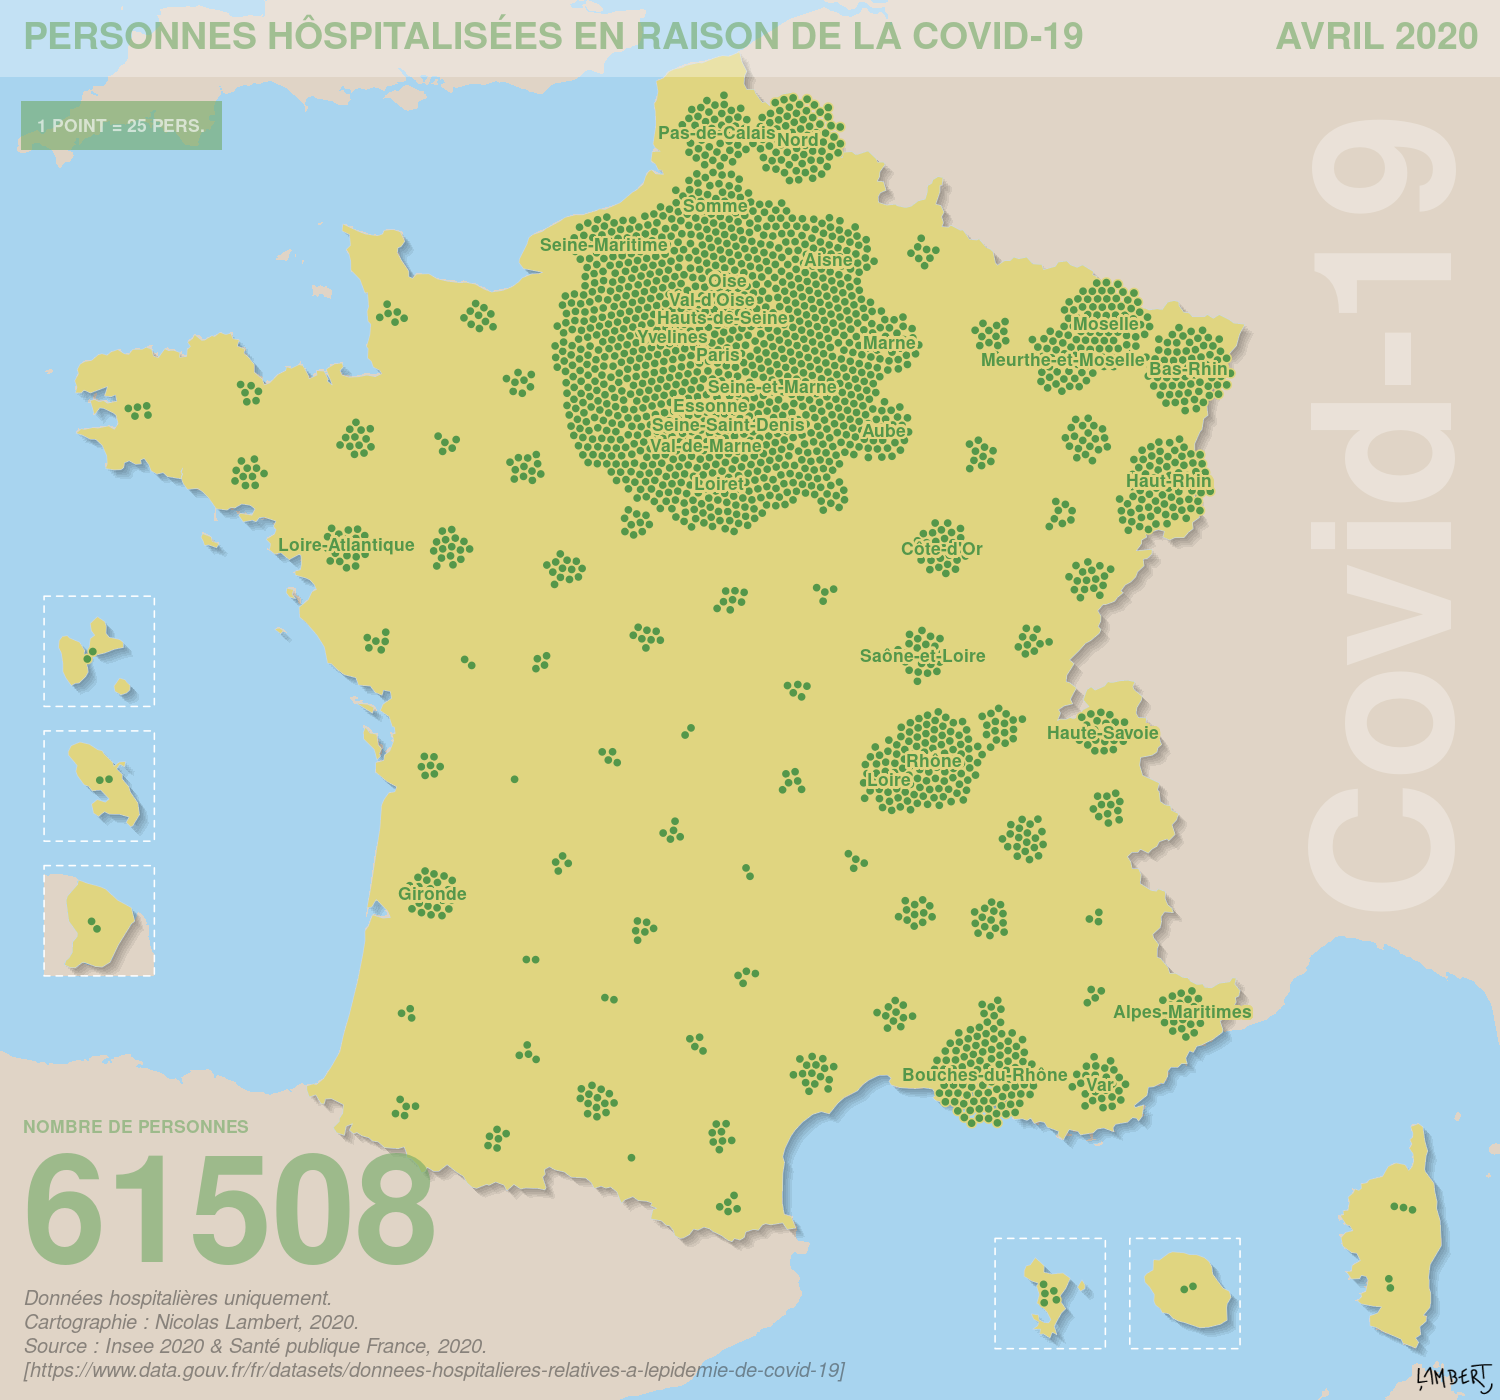 PERSONNES HÔSPITALISÉES EN RAISON DE LA COVID-19
AVRIL 2020
1 POINT = 25 PERS.
Covid-19
Pas-de-Calais
Nord
Somme
Seine-Maritime
Aisne
Oise
Val-d'Oise
Hauts-de-Seine
Moselle
Yvelines
Marne
Paris
Meurthe-et-Moselle
Bas-Rhin
Seine-et-Marne
Essonne
Seine-Saint-Denis
Aube
Val-de-Marne
Loiret
Haut-Rhin
Loire-Atlantique
Côte-d'Or
Saône-et-Loire
Haute-Savoie
Rhône
Loire
Gironde
Alpes-Maritimes
Bouches-du-Rhône
Var
NOMBRE DE PERSONNES
61508
Données hospitalières uniquement.
Cartographie : Nicolas Lambert, 2020.
Source : Insee 2020 & Santé publique France, 2020.
[https://www.data.gouv.fr/fr/datasets/donnees-hospitalieres-relatives-a-lepidemie-de-covid-19]
LAMBERT